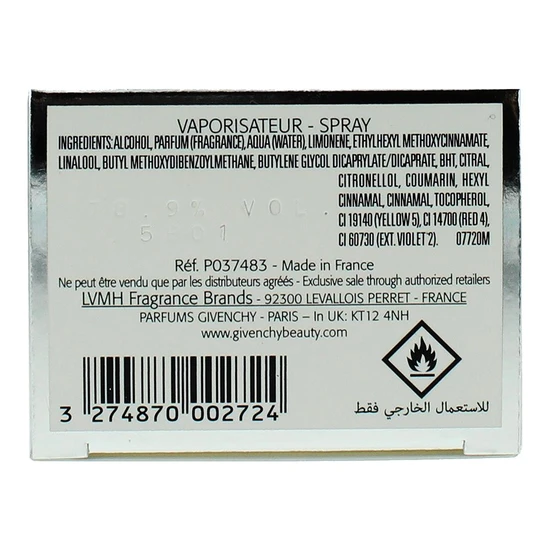 VAPORISATEUR - SPRAY
INGREDIENTS: ALCOHOL, PARFUM (FRAGRANCE), AQUA (WATER), LIMONENE, ETHYLHEXYL METHOXYCINNAMATE,
LINALOOL, BUTYL METHOXYDIBENZOYLMETHANE, BUTYLENE GLYCOL DICAPRYLATE/DICAPRATE, BHT, CITRAL,
CITRONELLOL, COUMARIN, HEXYL
CINNAMAL, CINNAMAL, TOCOPHEROL,
CI 19140 (YELLOW 5), CI 14700 (RED 4),
CI 60730 (EXT. VIOLET 2). 07720M
VOL
Réf. P037483 - Made in France
Ne peut être vendu que par les distributeurs agréés - Exclusive sale through authorized retailers
LVMH Fragrance Brands - 92300 LEVALLOIS PERRET - FRANCE
PARFUMS GIVENCHY - PARIS – In UK: KT12 4NH
www.givenchybeauty.com
3 274870 002724
للاستعمال الخارجي فقط